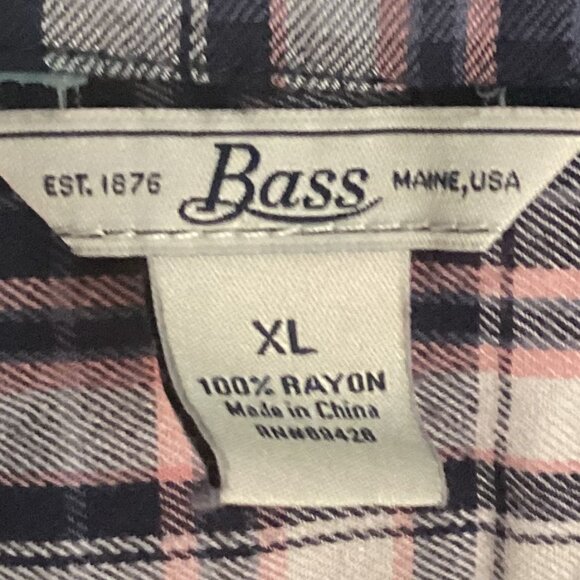 EST. 1876 Bass MAINE, USA
XL
100% RAYON
Made in China